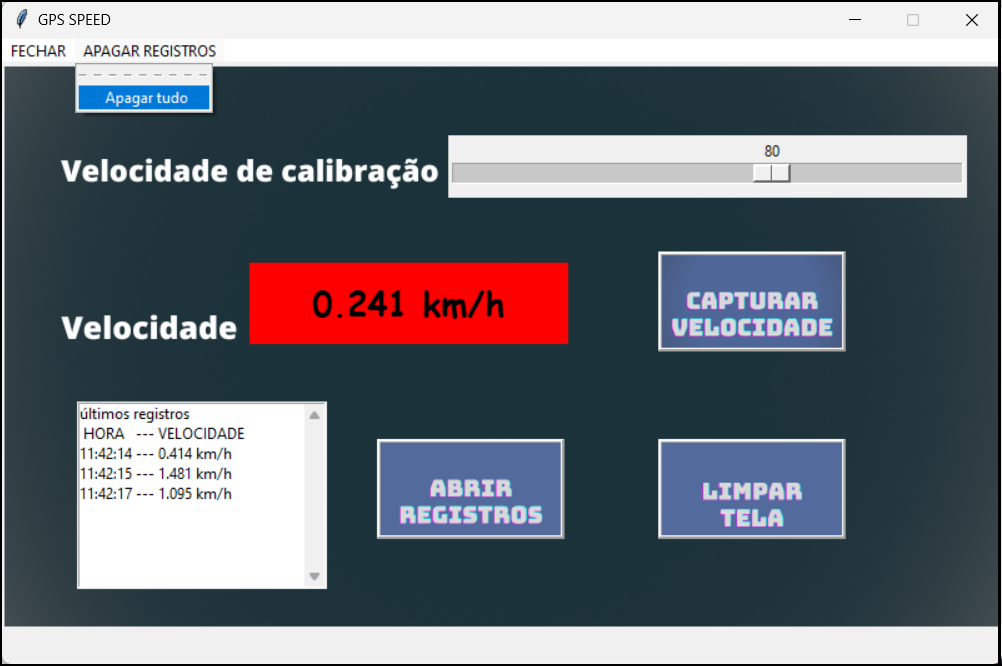 GPS SPEED
FECHAR APAGAR REGISTROS
Apagar tudo
80
Velocidade de calibração
0.241 km/h
Velocidade
CAPTURAR
VELOCIDADE
últimos registros
HORA --- VELOCIDADE
11:42:14 --- 0.414 km/h
11:42:15 --- 1.481 km/h
11:42:17 --- 1.095 km/h
ABRIR
REGISTROS
LIMPAR
TELA